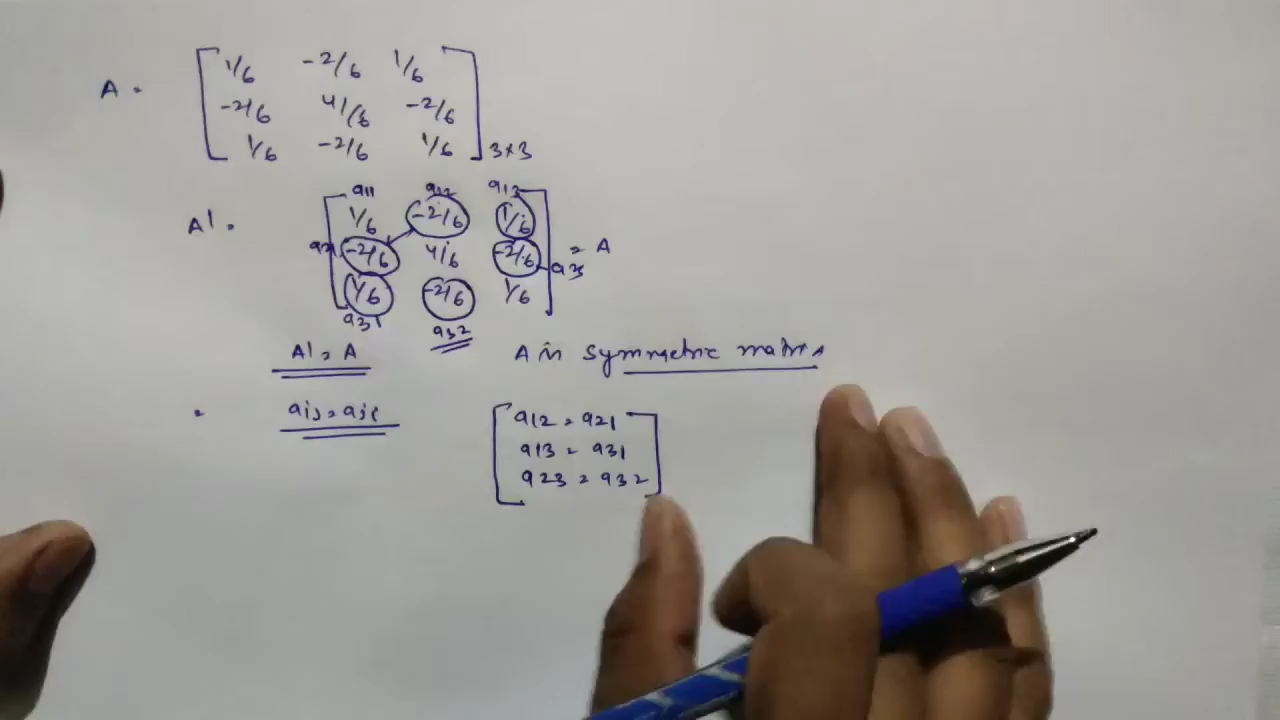 A = [ 1/6 -2/6 1/6
-2/6 4/6 -2/6
1/6 -2/6 1/6 ] 3×3
a11 a12 a13
A' = [ 1/6 -2/6 1/6
a21 -2/6 4/6 -2/6 a23 = A
1/6 -2/6 1/6 ]
a31 a32
A' = A A is symmetric matrix
= aij = aji [ a12 = a21
a13 = a31
a23 = a32 ]